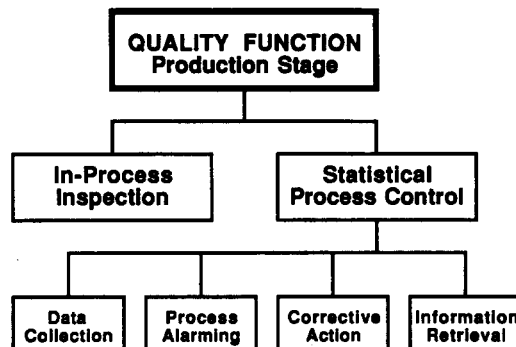 QUALITY FUNCTION
Production Stage
In-Process
Inspection
Statistical
Process Control
Data
Collection
Process
Alarming
Corrective
Action
Information
Retrieval